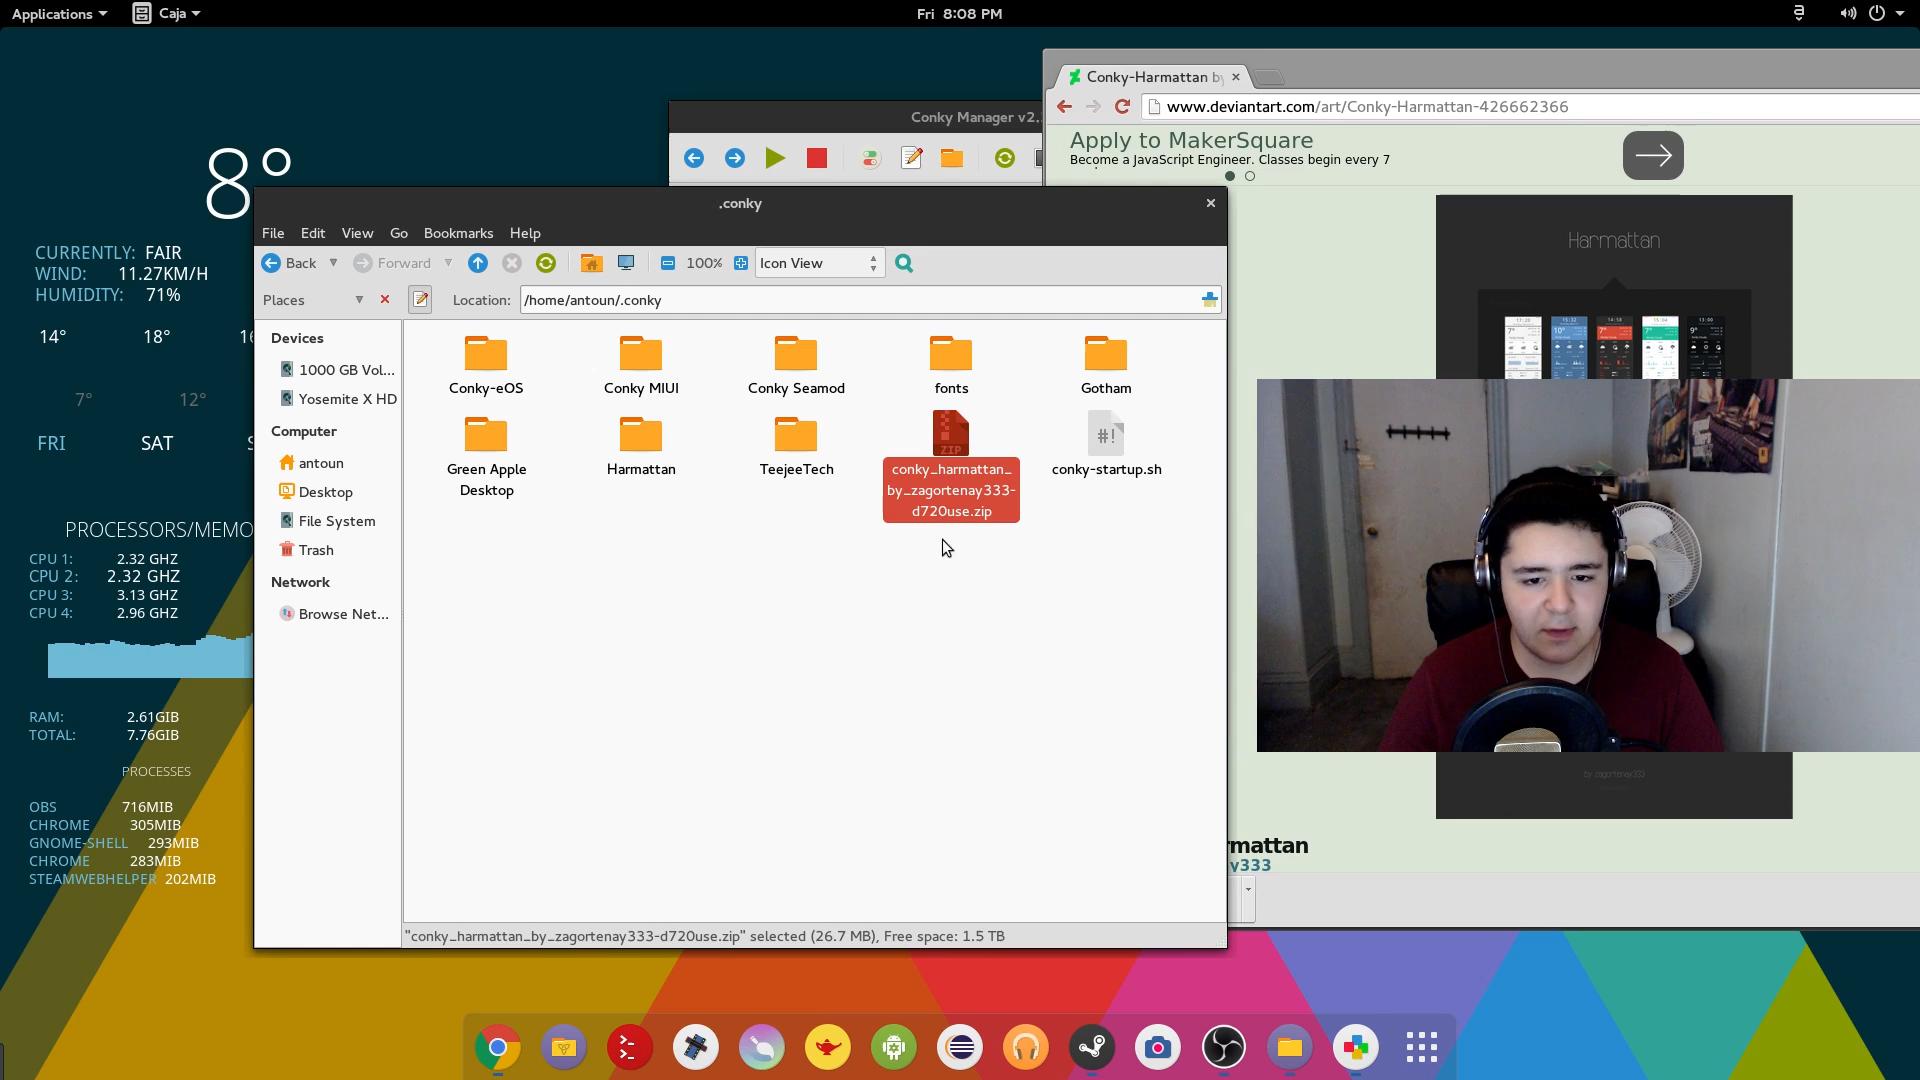 Applications
Caja
Fri 8:08 PM
8°
CURRENTLY: FAIR
WIND: 11.27KM/H
HUMIDITY: 71%
14° 18° 16
7° 12°
FRI SAT S
PROCESSORS/MEMO
CPU 1: 2.32 GHZ
CPU 2: 2.32 GHZ
CPU 3: 3.13 GHZ
CPU 4: 2.96 GHZ
RAM: 2.61GIB
TOTAL: 7.76GIB
PROCESSES
OBS 716MIB
CHROME 305MIB
GNOME-SHELL 293MIB
CHROME 283MIB
STEAMWEBHELPER 202MIB
Conky Manager v2.
.conky
File Edit View Go Bookmarks Help
Back Forward 100% Icon View
Places Location: /home/antoun/.conky
Devices
1000 GB Vol...
Yosemite X HD
Computer
antoun
Desktop
File System
Trash
Network
Browse Net...
Conky-eOS
Conky MIUI
Conky Seamod
fonts
Gotham
Green Apple
Desktop
Harmattan
TeejeeTech
ZIP
conky_harmattan_
by_zagortenay333-
d720use.zip
#!
conky-startup.sh
"conky_harmattan_by_zagortenay333-d720use.zip" selected (26.7 MB), Free space: 1.5 TB
Conky-Harmattan by
www.deviantart.com/art/Conky-Harmattan-426662366
Apply to MakerSquare
Become a JavaScript Engineer. Classes begin every 7
Harmattan
by zagortenay333
rmattan
y333